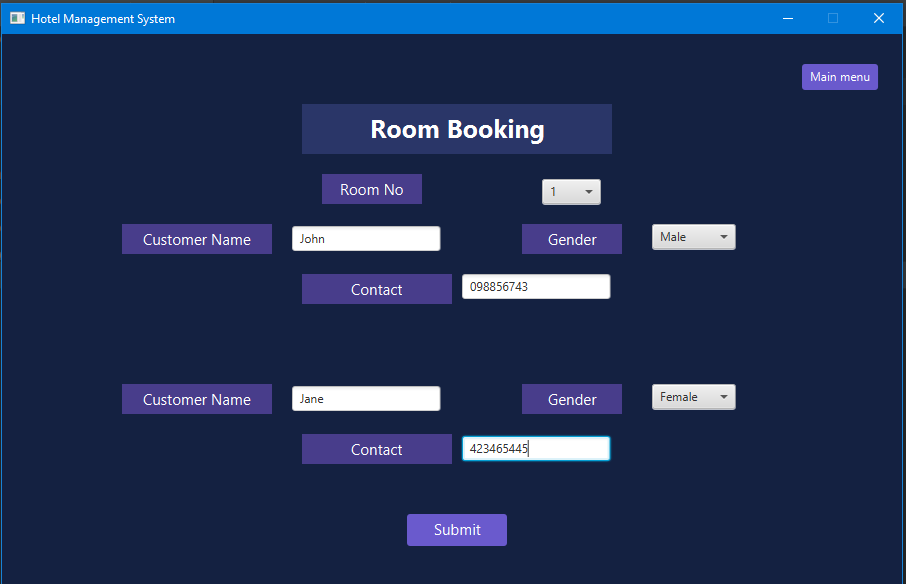 Hotel Management System
Main menu
Room Booking
Room No 1
Customer Name John Gender Male
Contact 098856743
Customer Name Jane Gender Female
Contact 423465445
Submit